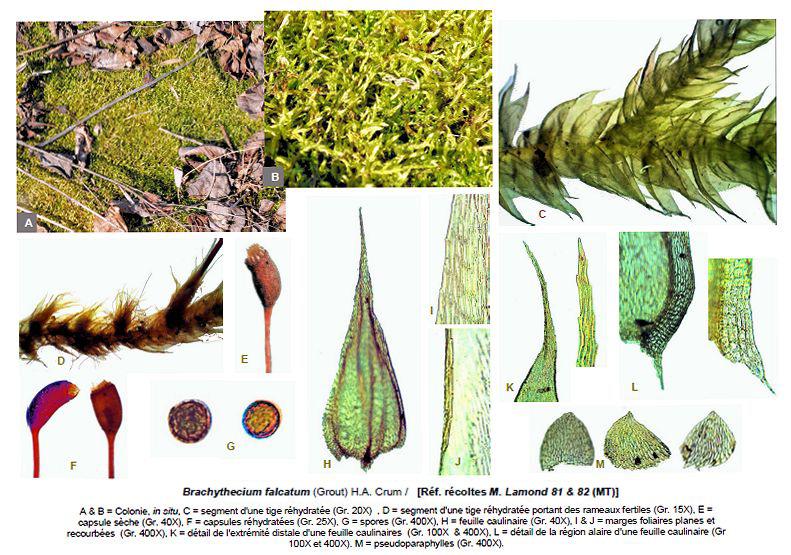 A
B
C
D
E
F
G
H
I
J
K
L
M
Brachythecium falcatum (Grout) H.A. Crum / [Réf. récoltes M. Lamond 81 & 82 (MT)]
A & B = Colonie, in situ, C = segment d'une tige réhydratée (Gr. 20X) , D = segment d'une tige réhydratée portant des rameaux fertiles (Gr. 15X), E =
capsule sèche (Gr. 40X), F = capsules réhydratées (Gr. 25X), G = spores (Gr. 400X), H = feuille caulinaire (Gr. 40X), I & J = marges foliaires planes et
recourbées (Gr. 400X), K = détail de l'extrémité distale d'une feuille caulinaires (Gr. 100X & 400X), L = détail de la région alaire d'une feuille caulinaire (Gr
100X et 400X). M = pseudoparaphylles (Gr. 400X).